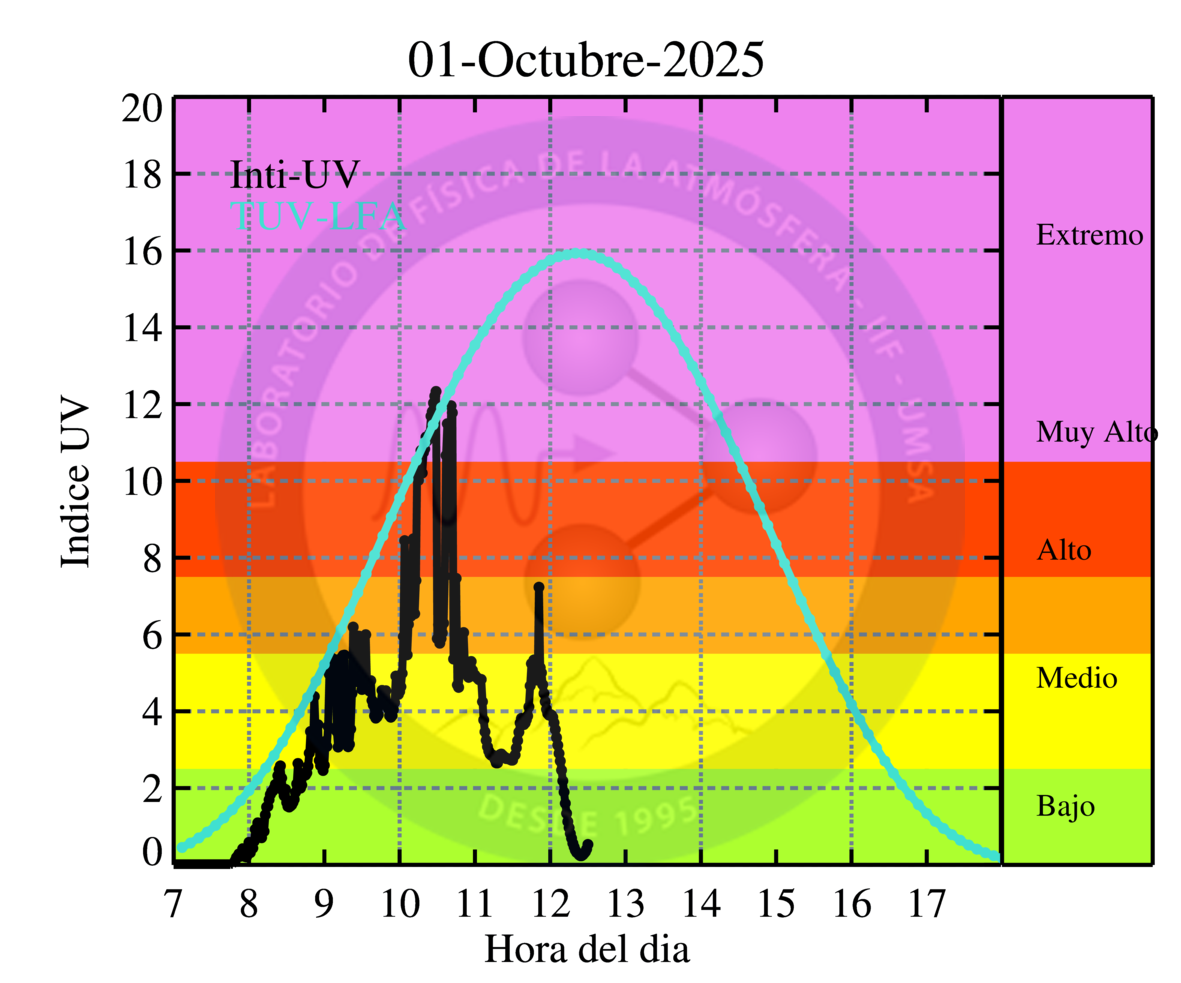 01-Octubre-2025
20
18
16
14
12
10
8
6
4
2
0
Indice UV
Inti-UV
TUV-LFA
LABORATORIO DE FÍSICA DE LA ATMÓSFERA - IIF - UMSA
DESDE 1995
Extremo
Muy Alto
Alto
Medio
Bajo
7 8 9 10 11 12 13 14 15 16 17
Hora del dia